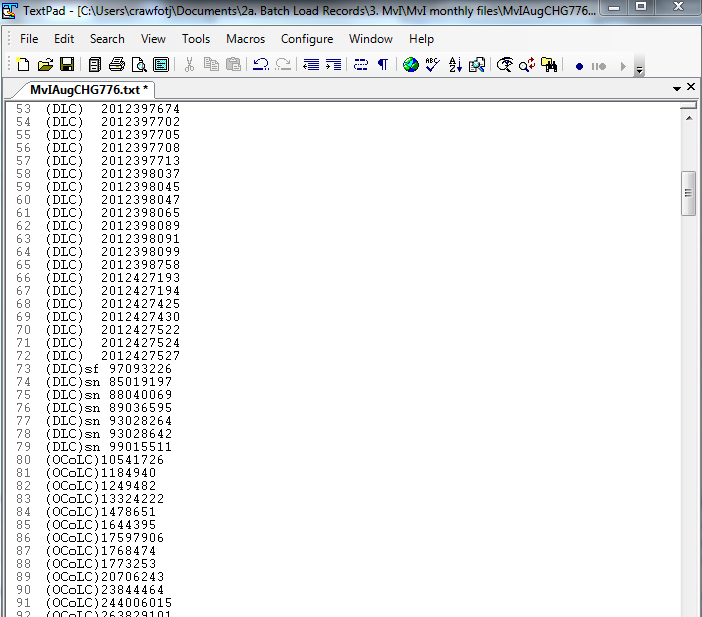 TextPad - [C:\Users\crawfotj\Documents\2a. Batch Load Records\3. MvI\MvI monthly files\MvIAugCHG776...
File Edit Search View Tools Macros Configure Window Help
MvIAugCHG776.txt *
53 (DLC)  2012397674
54 (DLC)  2012397702
55 (DLC)  2012397705
56 (DLC)  2012397708
57 (DLC)  2012397713
58 (DLC)  2012398037
59 (DLC)  2012398045
60 (DLC)  2012398047
61 (DLC)  2012398065
62 (DLC)  2012398089
63 (DLC)  2012398091
64 (DLC)  2012398099
65 (DLC)  2012398758
66 (DLC)  2012427193
67 (DLC)  2012427194
68 (DLC)  2012427425
69 (DLC)  2012427430
70 (DLC)  2012427522
71 (DLC)  2012427524
72 (DLC)  2012427527
73 (DLC)sf 97093226
74 (DLC)sn 85019197
75 (DLC)sn 88040069
76 (DLC)sn 89036595
77 (DLC)sn 93028264
78 (DLC)sn 93028642
79 (DLC)sn 99015511
80 (OCoLC)10541726
81 (OCoLC)1184940
82 (OCoLC)1249482
83 (OCoLC)13324222
84 (OCoLC)1478651
85 (OCoLC)1644395
86 (OCoLC)17597906
87 (OCoLC)1768474
88 (OCoLC)1773253
89 (OCoLC)20706243
90 (OCoLC)23844464
91 (OCoLC)244006015
92 (OCoLC)263829101